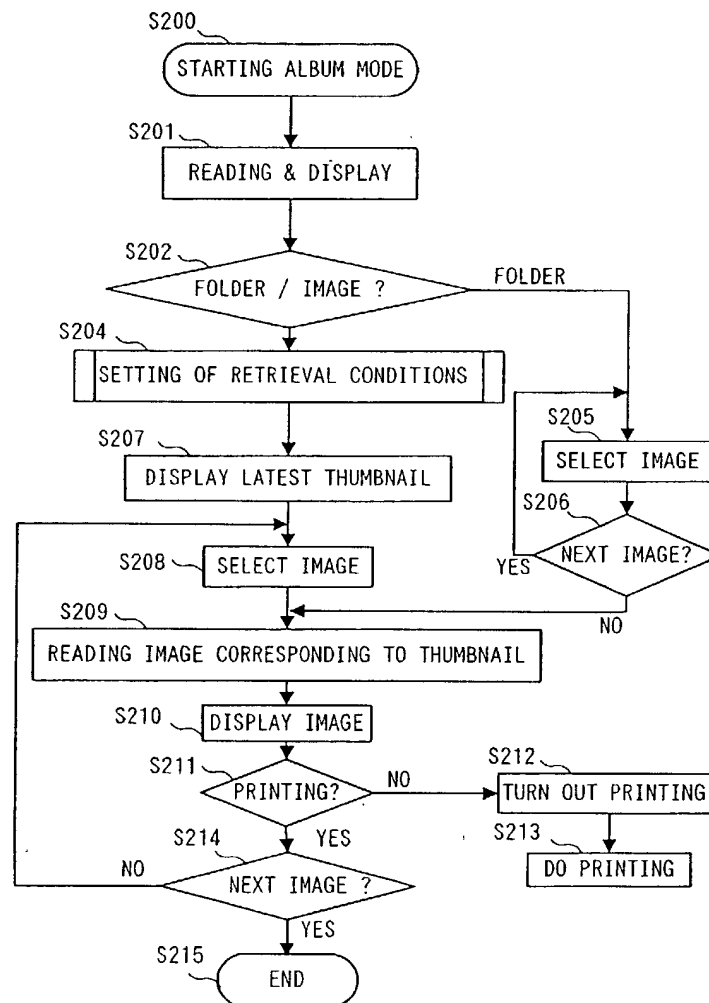 S200
STARTING ALBUM MODE
S201
READING & DISPLAY
S202
FOLDER / IMAGE ?
FOLDER
S204
SETTING OF RETRIEVAL CONDITIONS
S205
SELECT IMAGE
S206
NEXT IMAGE?
YES
NO
S207
DISPLAY LATEST THUMBNAIL
S208
SELECT IMAGE
S209
READING IMAGE CORRESPONDING TO THUMBNAIL
S210
DISPLAY IMAGE
S211
PRINTING?
NO
YES
S212
TURN OUT PRINTING
S213
DO PRINTING
S214
NEXT IMAGE ?
NO
YES
S215
END